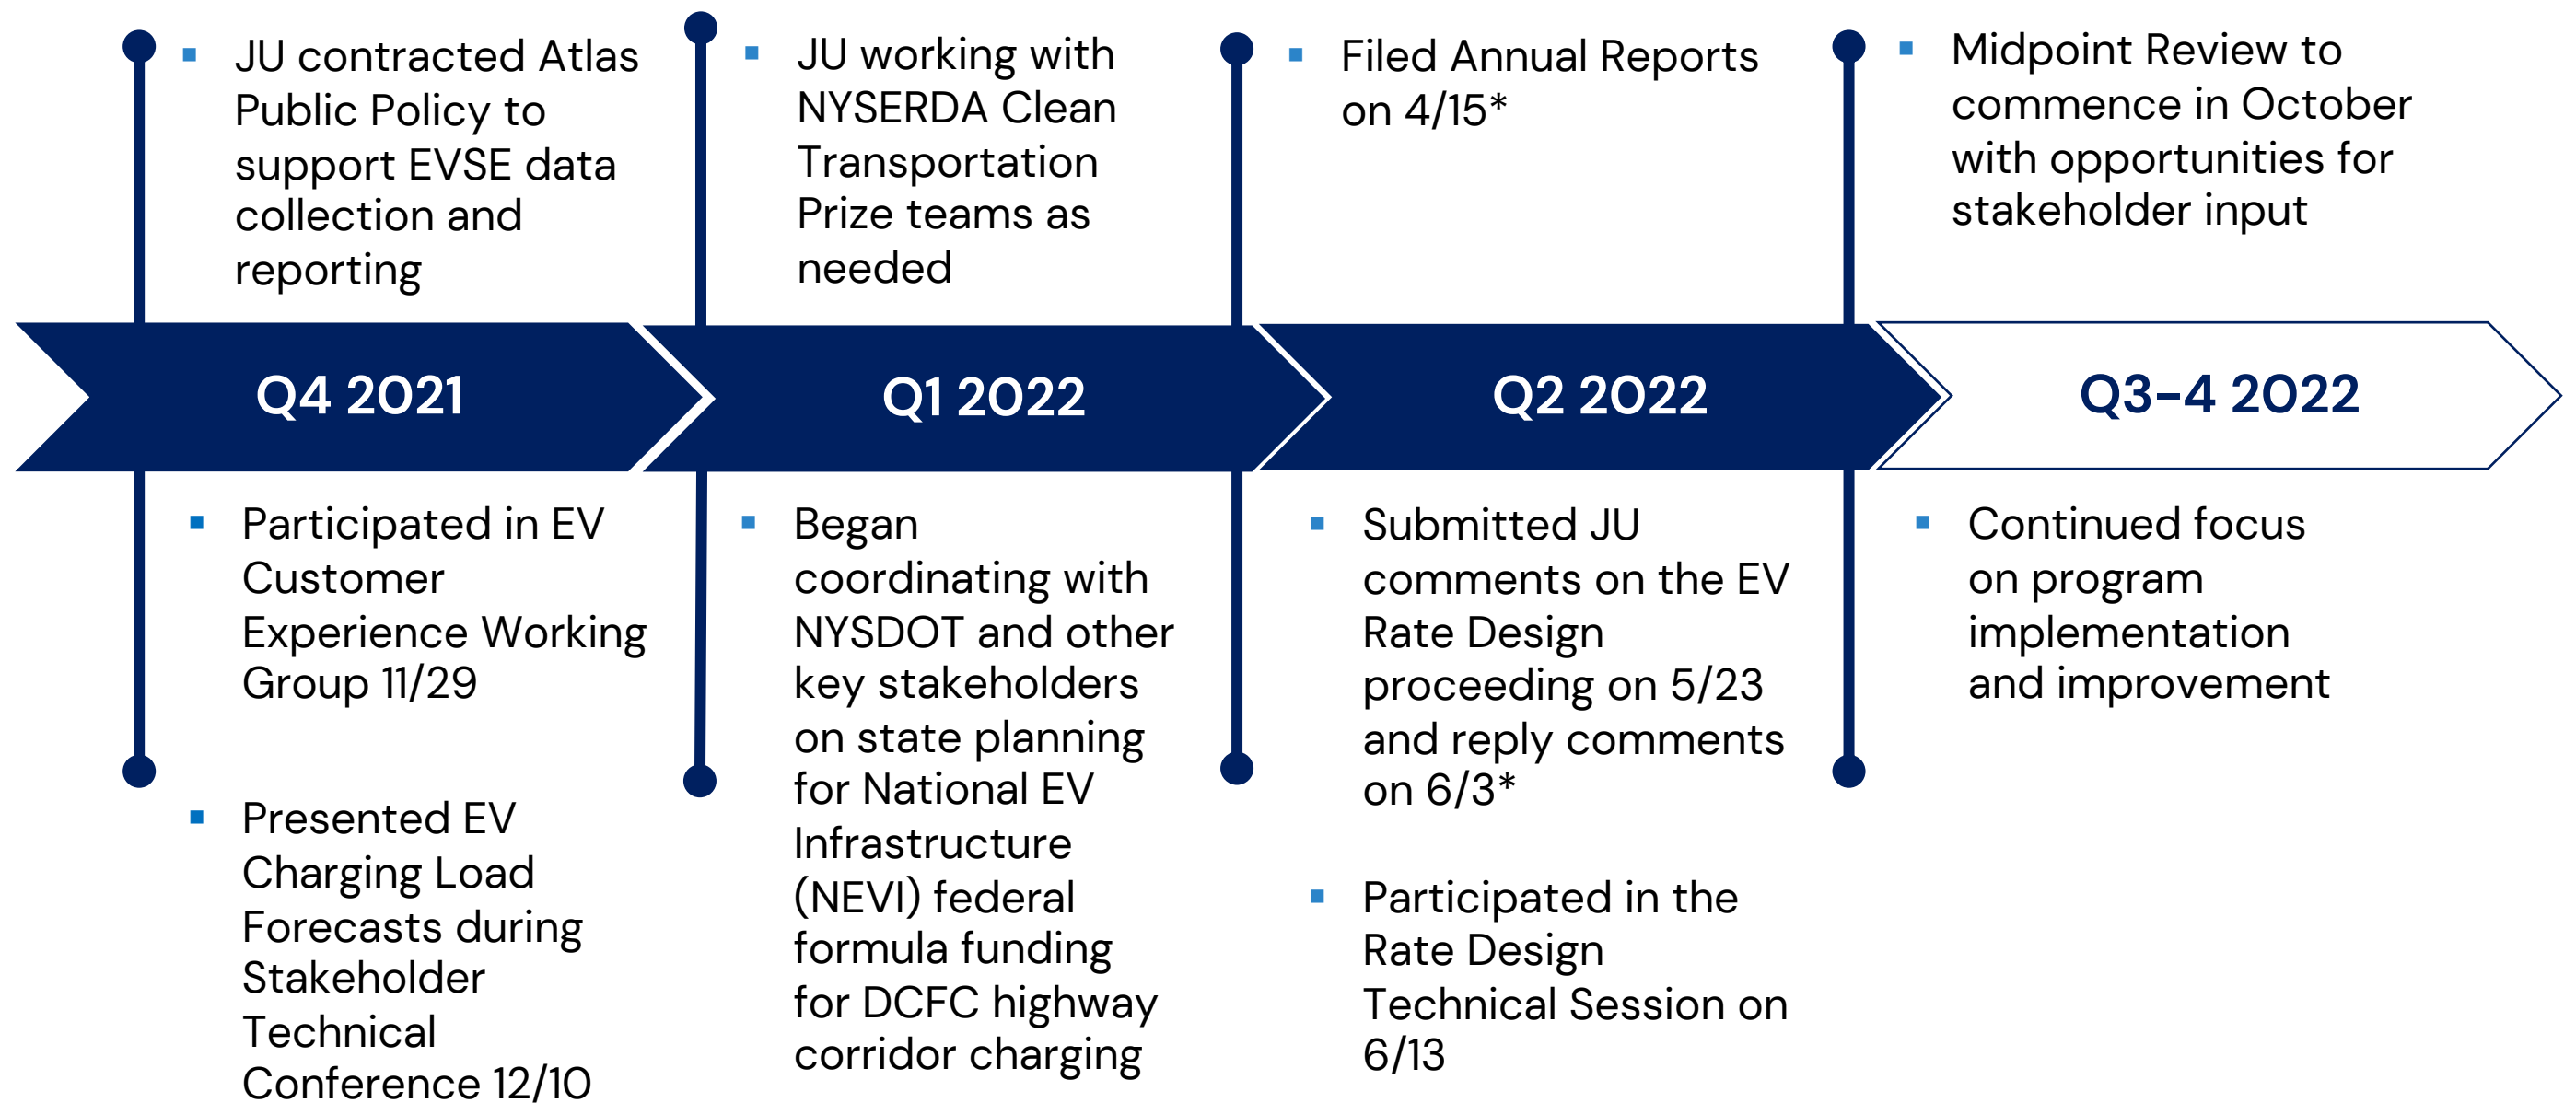 JU contracted Atlas
Public Policy to
support EVSE data
collection and
reporting
JU working with
NYSERDA Clean
Transportation
Prize teams as
needed
Filed Annual Reports
on 4/15*
Midpoint Review to
commence in October
with opportunities for
stakeholder input
Q4 2021
Q1 2022
Q2 2022
Q3-4 2022
Participated in EV
Customer
Experience Working
Group 11/29
Presented EV
Charging Load
Forecasts during
Stakeholder
Technical
Conference 12/10
Began
coordinating with
NYSDOT and other
key stakeholders
on state planning
for National EV
Infrastructure
(NEVI) federal
formula funding
for DCFC highway
corridor charging
Submitted JU
comments on the EV
Rate Design
proceeding on 5/23
and reply comments
on 6/3*
Participated in the
Rate Design
Technical Session on
6/13
Continued focus
on program
implementation
and improvement